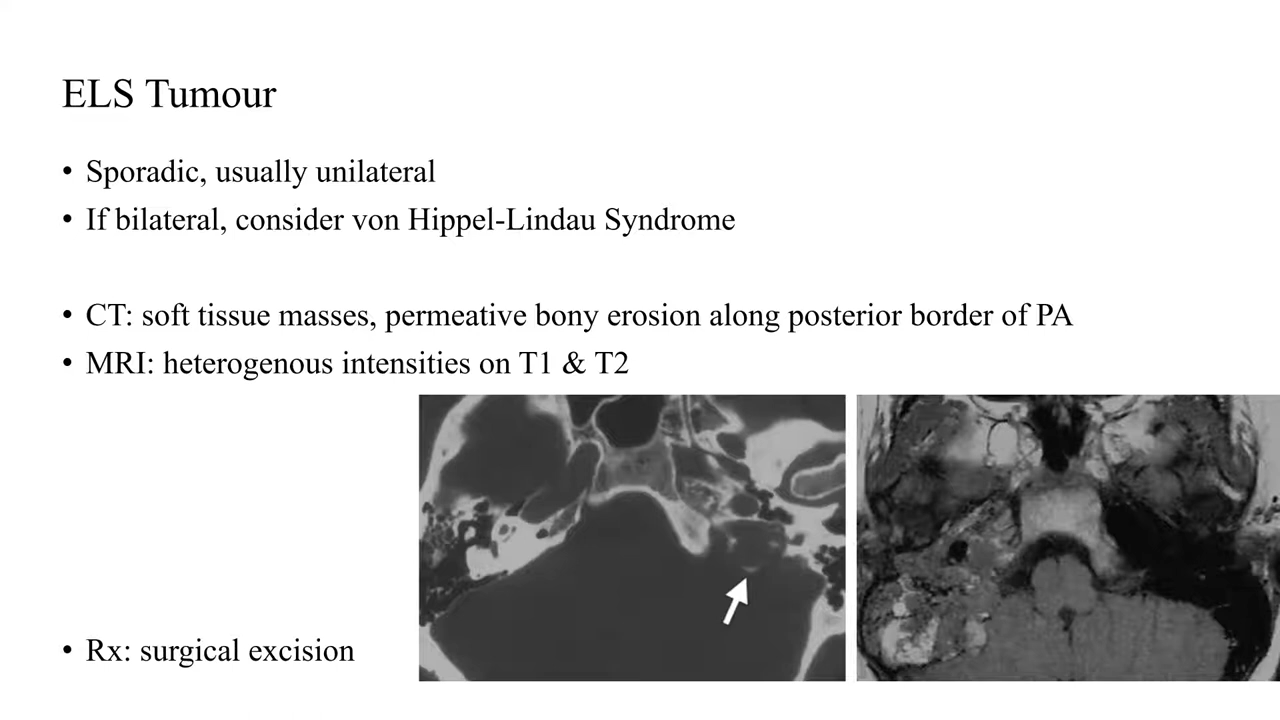 ELS Tumour
• Sporadic, usually unilateral
• If bilateral, consider von Hippel-Lindau Syndrome
• CT: soft tissue masses, permeative bony erosion along posterior border of PA
• MRI: heterogenous intensities on T1 & T2
• Rx: surgical excision